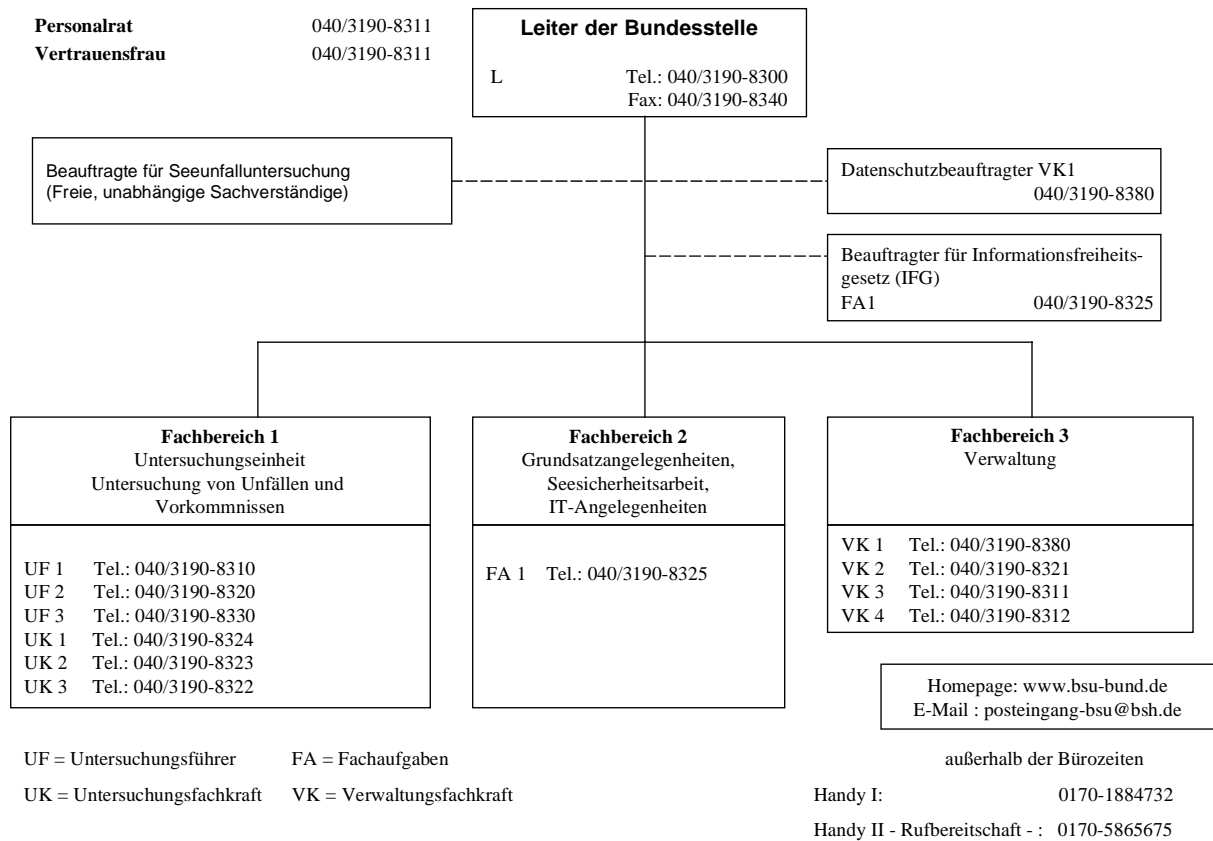 Personalrat 040/3190-8311
Vertrauensfrau 040/3190-8311
Leiter der Bundesstelle
L Tel.: 040/3190-8300
Fax: 040/3190-8340
Beauftragte für Seeunfalluntersuchung
(Freie, unabhängige Sachverständige)
Datenschutzbeauftragter VK1
040/3190-8380
Beauftragter für Informationsfreiheits-
gesetz (IFG)
FA1 040/3190-8325
Fachbereich 1
Untersuchungseinheit
Untersuchung von Unfällen und
Vorkommnissen
UF 1 Tel.: 040/3190-8310
UF 2 Tel.: 040/3190-8320
UF 3 Tel.: 040/3190-8330
UK 1 Tel.: 040/3190-8324
UK 2 Tel.: 040/3190-8323
UK 3 Tel.: 040/3190-8322
Fachbereich 2
Grundsatzangelegenheiten,
Seesicherheitsarbeit,
IT-Angelegenheiten
FA 1 Tel.: 040/3190-8325
Fachbereich 3
Verwaltung
VK 1 Tel.: 040/3190-8380
VK 2 Tel.: 040/3190-8321
VK 3 Tel.: 040/3190-8311
VK 4 Tel.: 040/3190-8312
Homepage: www.bsu-bund.de
E-Mail : posteingang-bsu@bsh.de
UF = Untersuchungsführer FA = Fachaufgaben
UK = Untersuchungsfachkraft VK = Verwaltungsfachkraft
außerhalb der Bürozeiten
Handy I: 0170-1884732
Handy II - Rufbereitschaft - : 0170-5865675